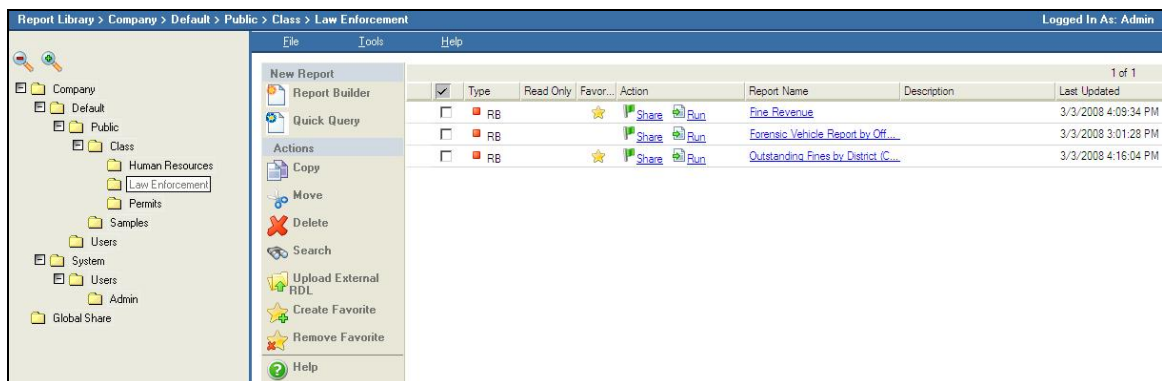 Report Library > Company > Default > Public > Class > Law Enforcement
Logged In As: Admin
File Tools Help
Company
Default
Public
Class
Human Resources
Law Enforcement
Permits
Samples
Users
System
Users
Admin
Global Share
New Report
Report Builder
Quick Query
Actions
Copy
Move
Delete
Search
Upload External
RDL
Create Favorite
Remove Favorite
Help
1 of 1
Type Read Only Favor... Action Report Name Description Last Updated
RB Share Run Fine Revenue 3/3/2008 4:09:34 PM
RB Share Run Forensic Vehicle Report by Off... 3/3/2008 3:01:28 PM
RB Share Run Outstanding Fines by District (C... 3/3/2008 4:16:04 PM